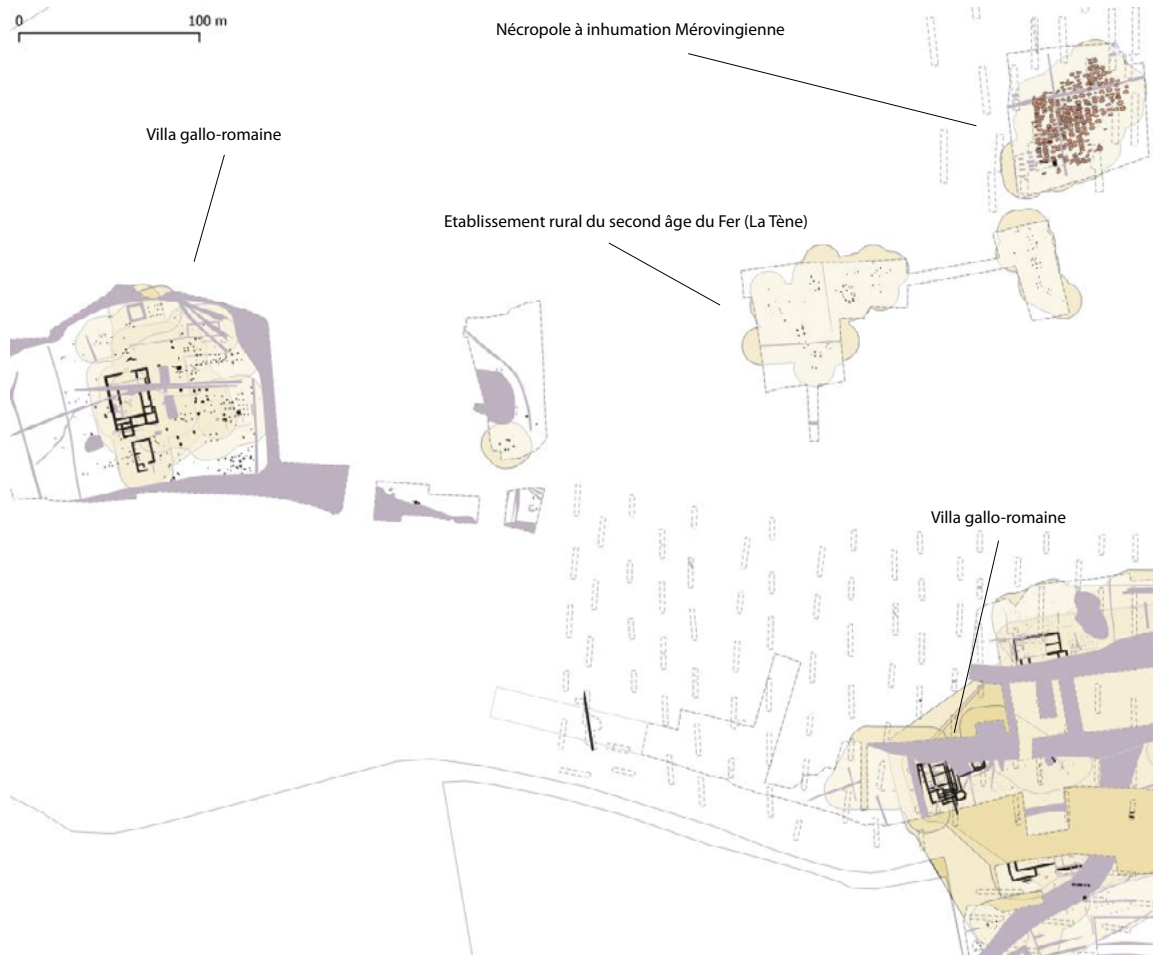 0 100 m
Nécropole à inhumation Mérovingienne
Villa gallo-romaine
Etablissement rural du second âge du Fer (La Tène)
Villa gallo-romaine